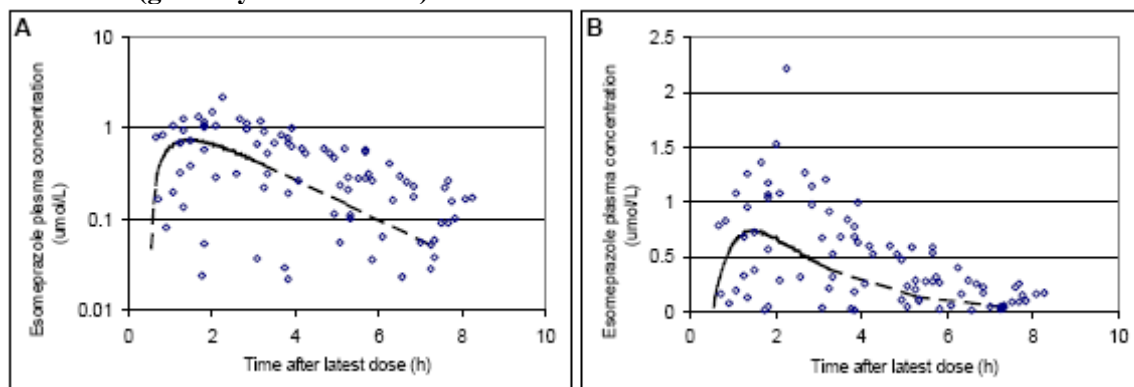 A
10
1
0.1
0.01
Esomeprazole plasma concentration
(umol/L)
0 2 4 6 8 10
Time after latest dose (h)
B
2.5
2
1.5
1
0.5
0
Esomeprazole plasma concentration
(umol/L)
0 2 4 6 8 10
Time after latest dose (h)